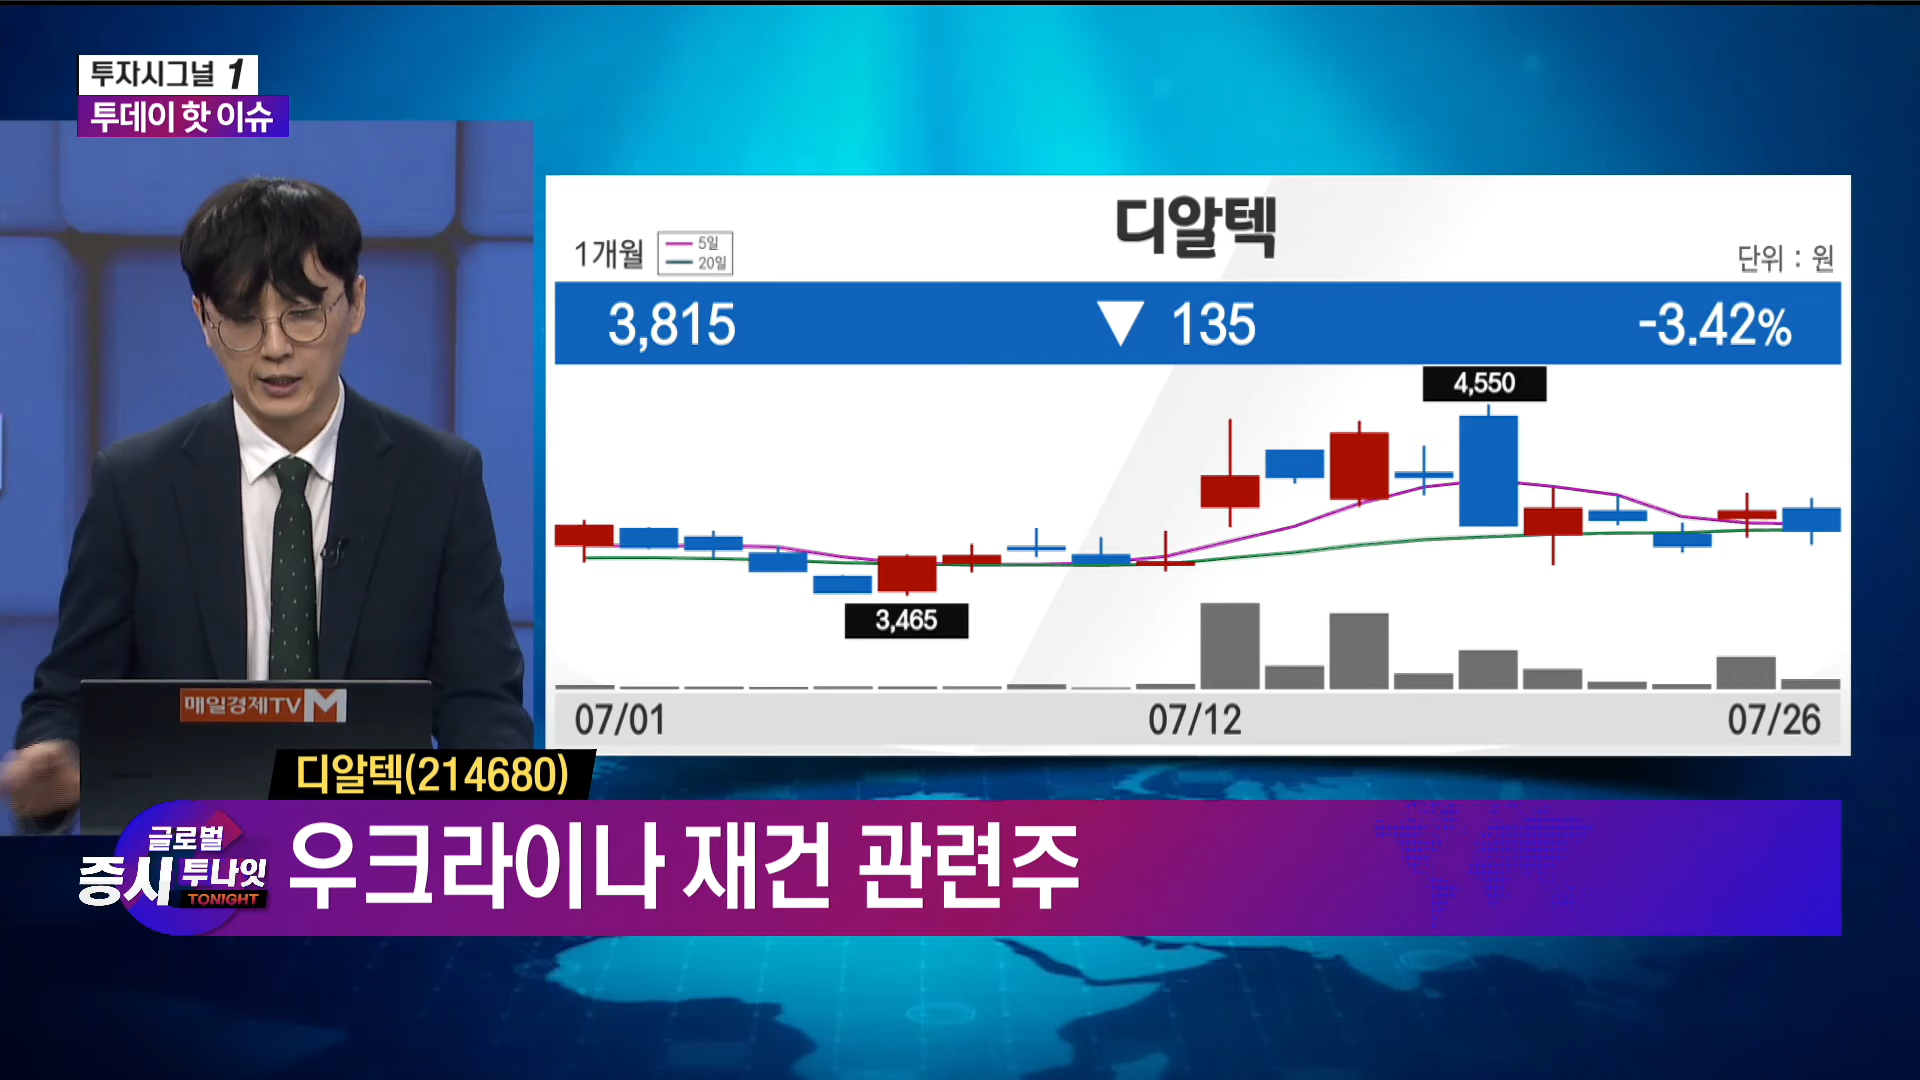 투자시그널 1
투데이 핫 이슈
디알텍
1개월
5일
20일
단위 : 원
3,815 ▼ 135 -3.42%
4,550
3,465
07/01 07/12 07/26
매일경제TV M
디알텍(214680)
글로벌
증시 투나잇
TONIGHT
우크라이나 재건 관련주